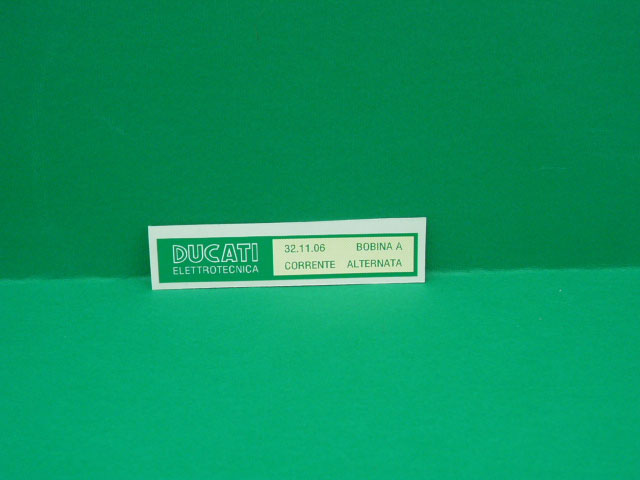 DUCATI
ELETTROTECNICA
32.11.06 BOBINA A
CORRENTE ALTERNATA